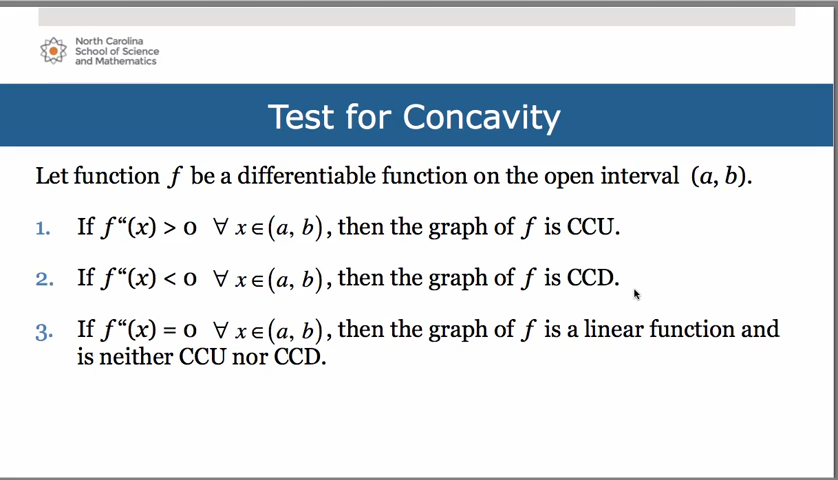 North Carolina
School of Science
and Mathematics
Test for Concavity
Let function f be a differentiable function on the open interval (a, b).
1. If f“(x) > 0 ∀ x∈(a, b), then the graph of f is CCU.
2. If f“(x) < 0 ∀ x∈(a, b), then the graph of f is CCD.
3. If f“(x) = 0 ∀ x∈(a, b), then the graph of f is a linear function and
is neither CCU nor CCD.